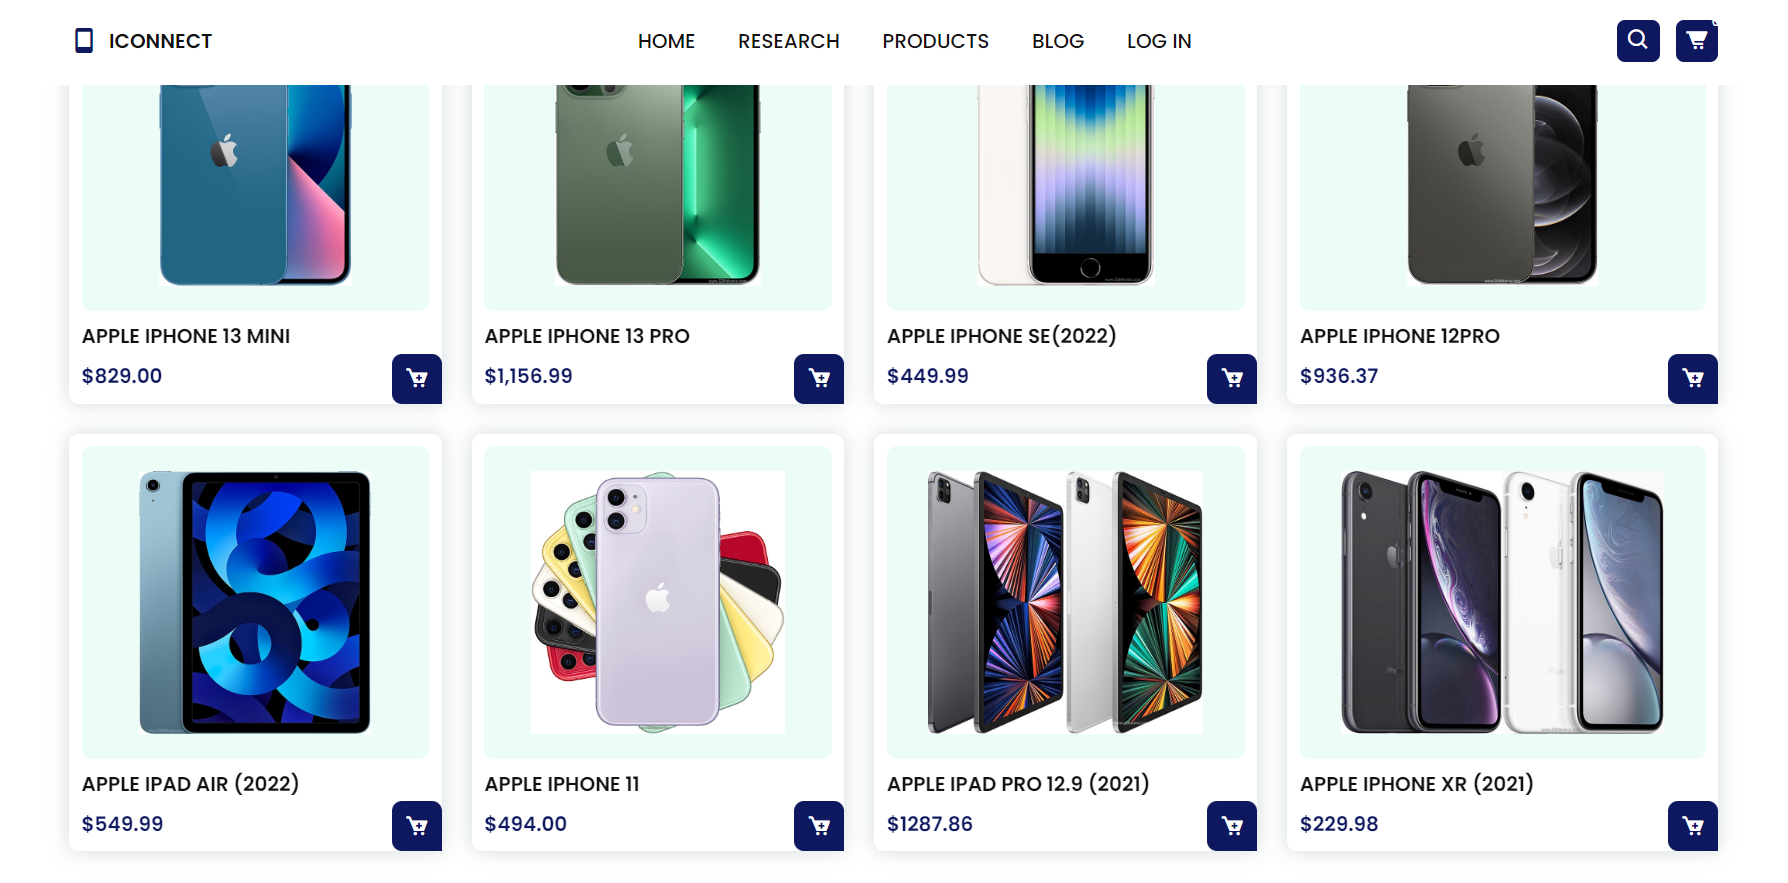 ICONNECT
HOME RESEARCH PRODUCTS BLOG LOG IN
APPLE IPHONE 13 MINI
$829.00
APPLE IPHONE 13 PRO
$1,156.99
APPLE IPHONE SE(2022)
$449.99
APPLE IPHONE 12PRO
$936.37
APPLE IPAD AIR (2022)
$549.99
APPLE IPHONE 11
$494.00
APPLE IPAD PRO 12.9 (2021)
$1287.86
APPLE IPHONE XR (2021)
$229.98